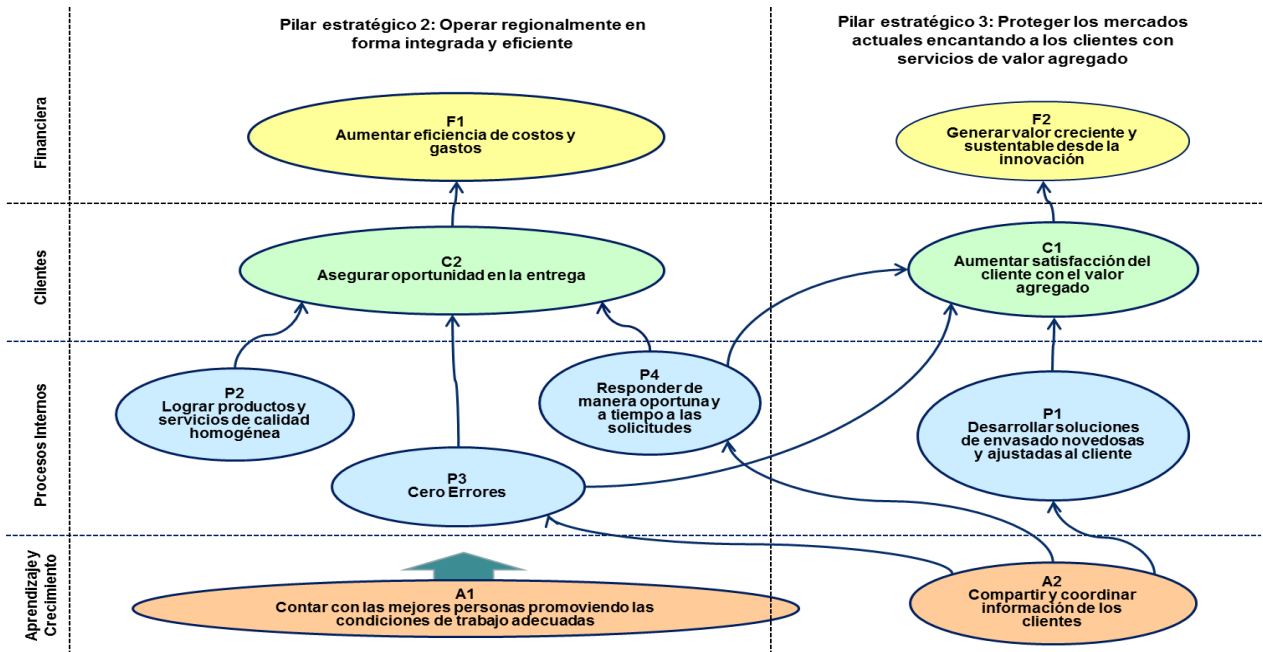 Pilar estratégico 2: Operar regionalmente en
forma integrada y eficiente
Pilar estratégico 3: Proteger los mercados
actuales encantando a los clientes con
servicios de valor agregado
Financiera
F1
Aumentar eficiencia de costos y
gastos
F2
Generar valor creciente y
sustentable desde la
innovación
Clientes
C2
Asegurar oportunidad en la entrega
C1
Aumentar satisfacción del
cliente con el valor
agregado
Procesos Internos
P2
Lograr productos y
servicios de calidad
homogénea
P4
Responder de
manera oportuna y
a tiempo a las
solicitudes
P1
Desarrollar soluciones
de envasado novedosas
y ajustadas al cliente
P3
Cero Errores
Aprendizaje y
Crecimiento
A1
Contar con las mejores personas promoviendo las
condiciones de trabajo adecuadas
A2
Compartir y coordinar
información de los
clientes